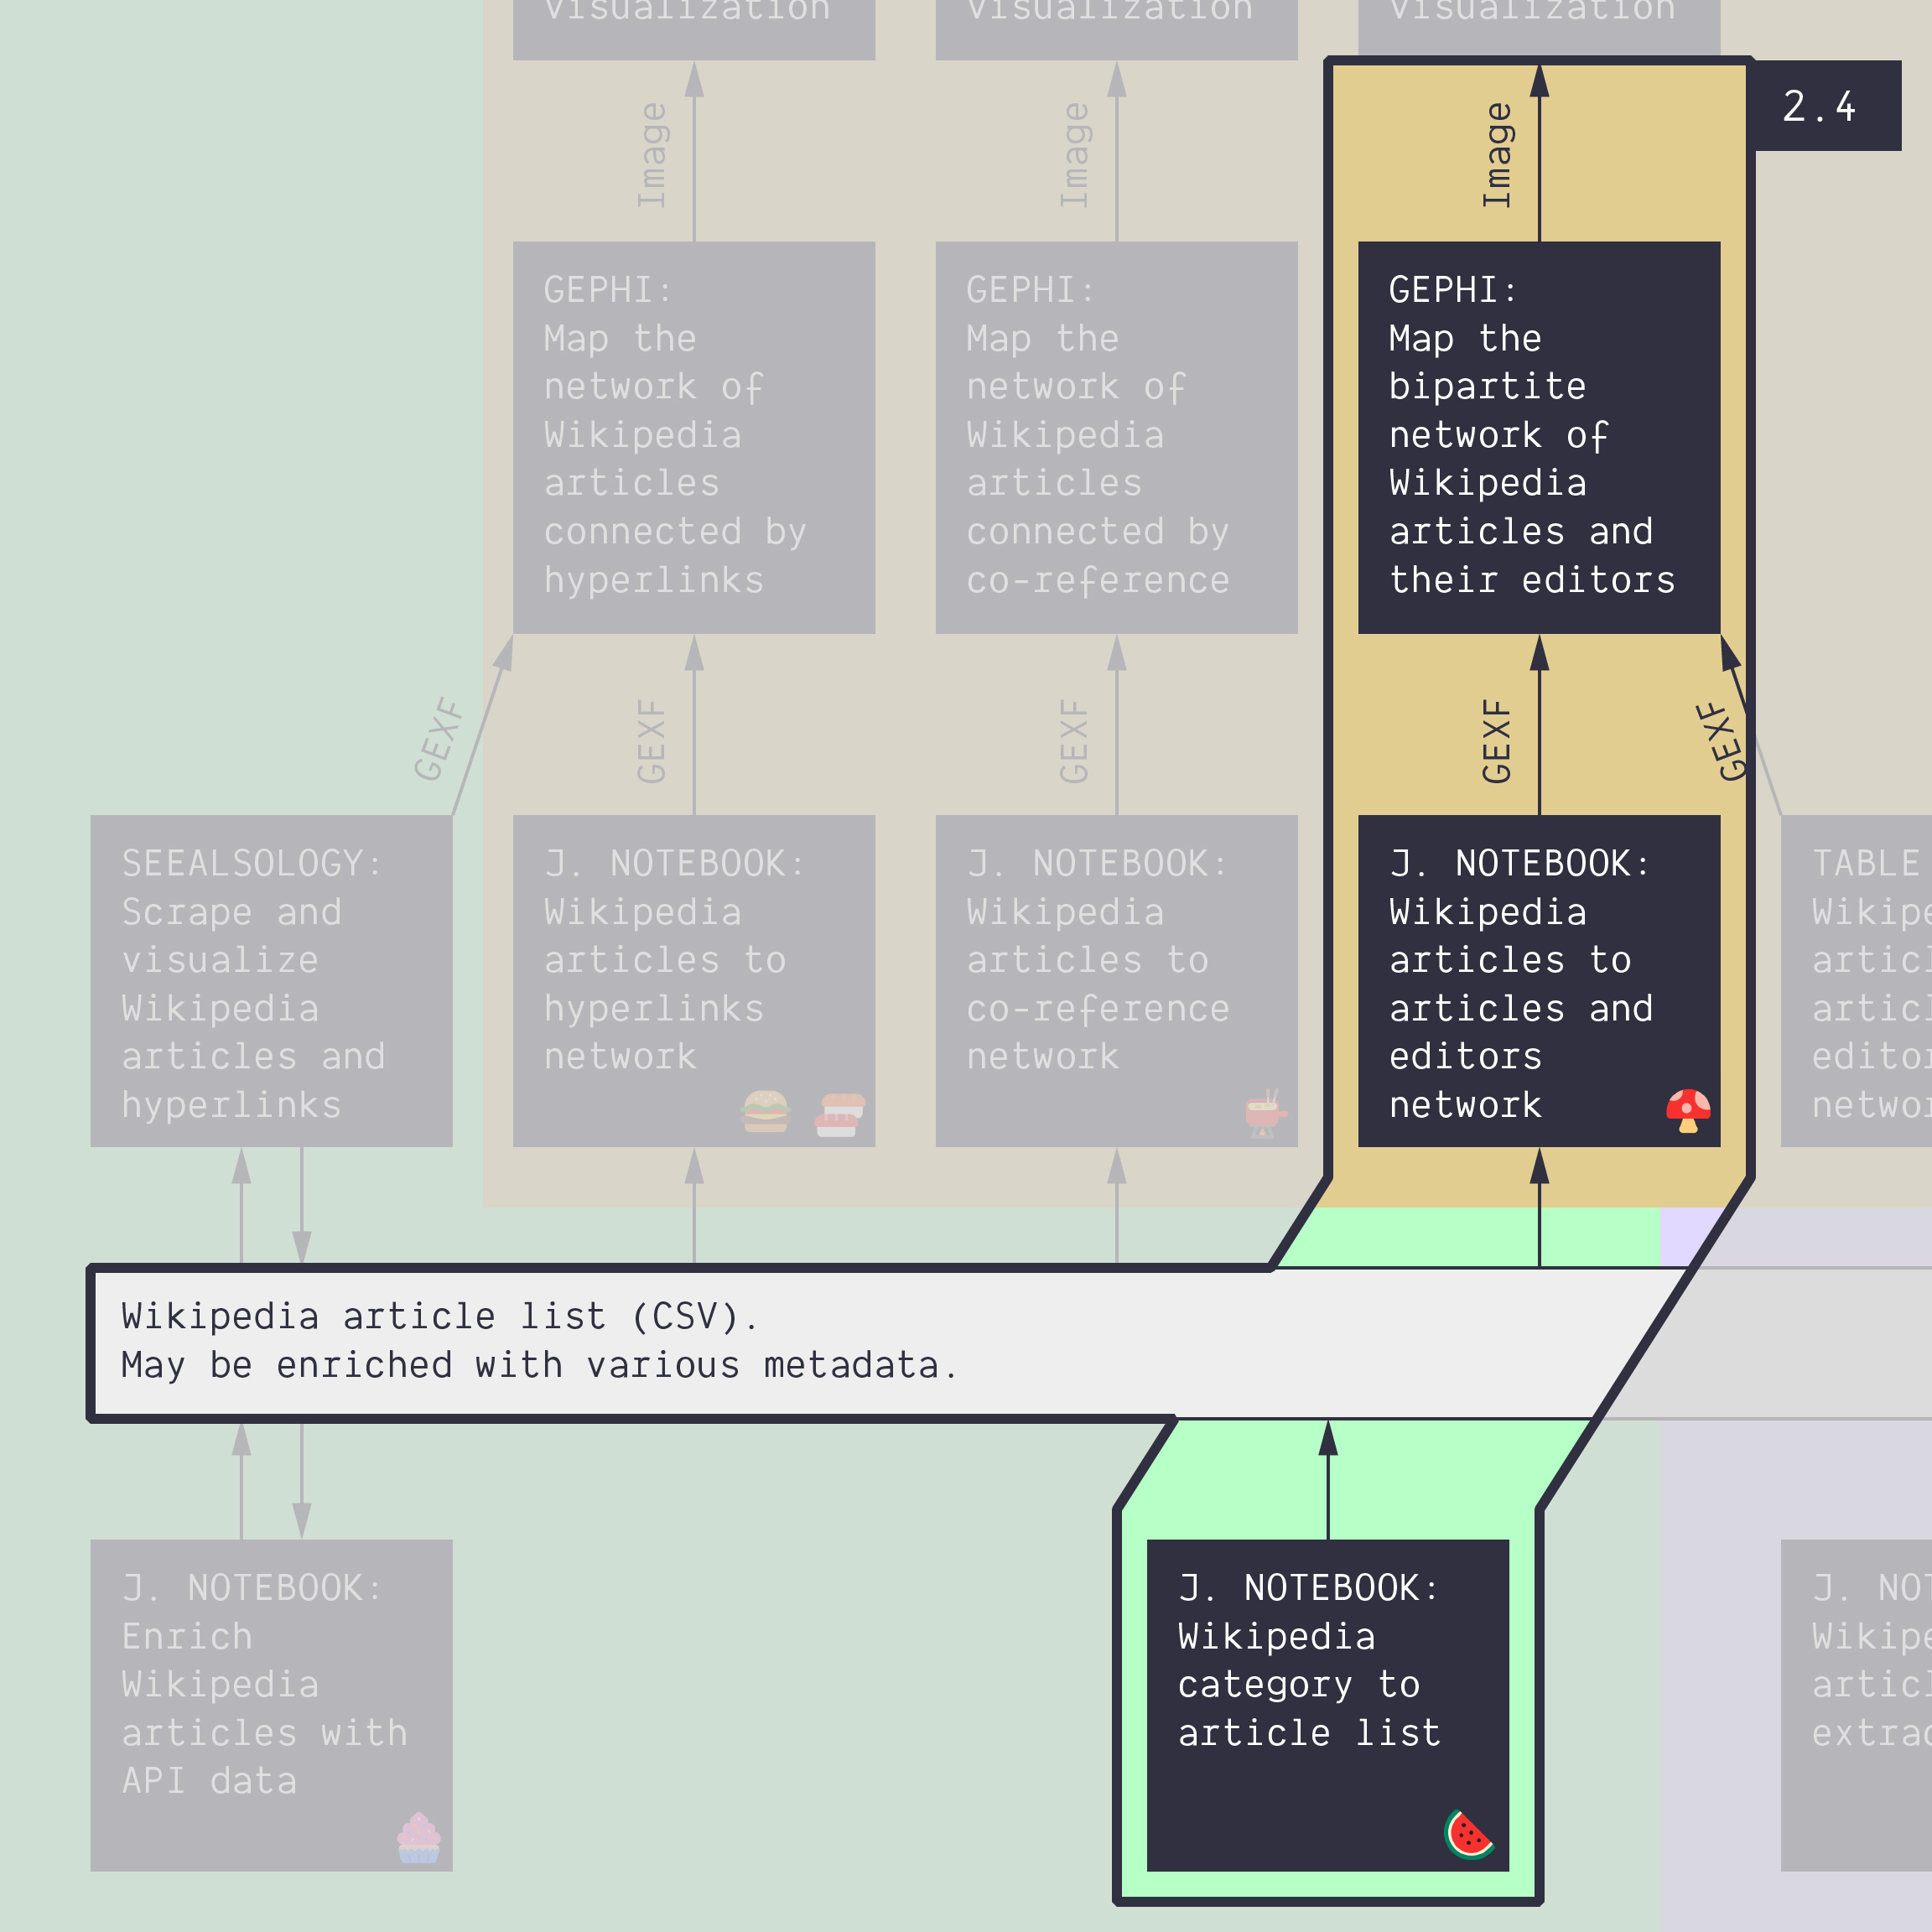 Visualization
Visualization
Visualization
2.4
Image
Image
Image
GEPHI:
Map the
network of
Wikipedia
articles
connected by
hyperlinks
GEPHI:
Map the
network of
Wikipedia
articles
connected by
co-reference
GEPHI:
Map the
bipartite
network of
Wikipedia
articles and
their editors
GEXF
GEXF
GEXF
GEXF
GEXF
SEEALSOLOGY:
Scrape and
visualize
Wikipedia
articles and
hyperlinks
J. NOTEBOOK:
Wikipedia
articles to
hyperlinks
network
J. NOTEBOOK:
Wikipedia
articles to
co-reference
network
J. NOTEBOOK:
Wikipedia
articles to
articles and
editors
network
TABLE
Wikipe
articl
articl
editor
networ
Wikipedia article list (CSV).
May be enriched with various metadata.
J. NOTEBOOK:
Enrich
Wikipedia
articles with
API data
J. NOTEBOOK:
Wikipedia
category to
article list
J. NOT
Wikipe
articl
extrac